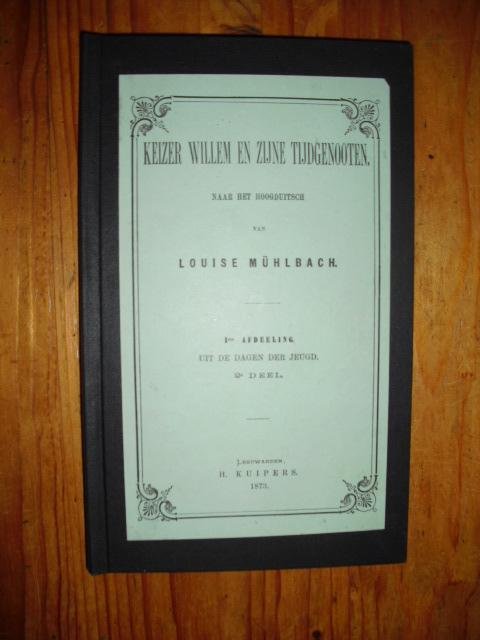 KEIZER WILLEM EN ZIJNE TIJDGENOOTEN,
NAAR HET HOOGDUITSCH
VAN
LOUISE MÜHLBACH.
1ste AFDEELING.
UIT DE DAGEN DER JEUGD.
2e DEEL.
LEEUWARDEN,
H. KUIPERS.
1873.